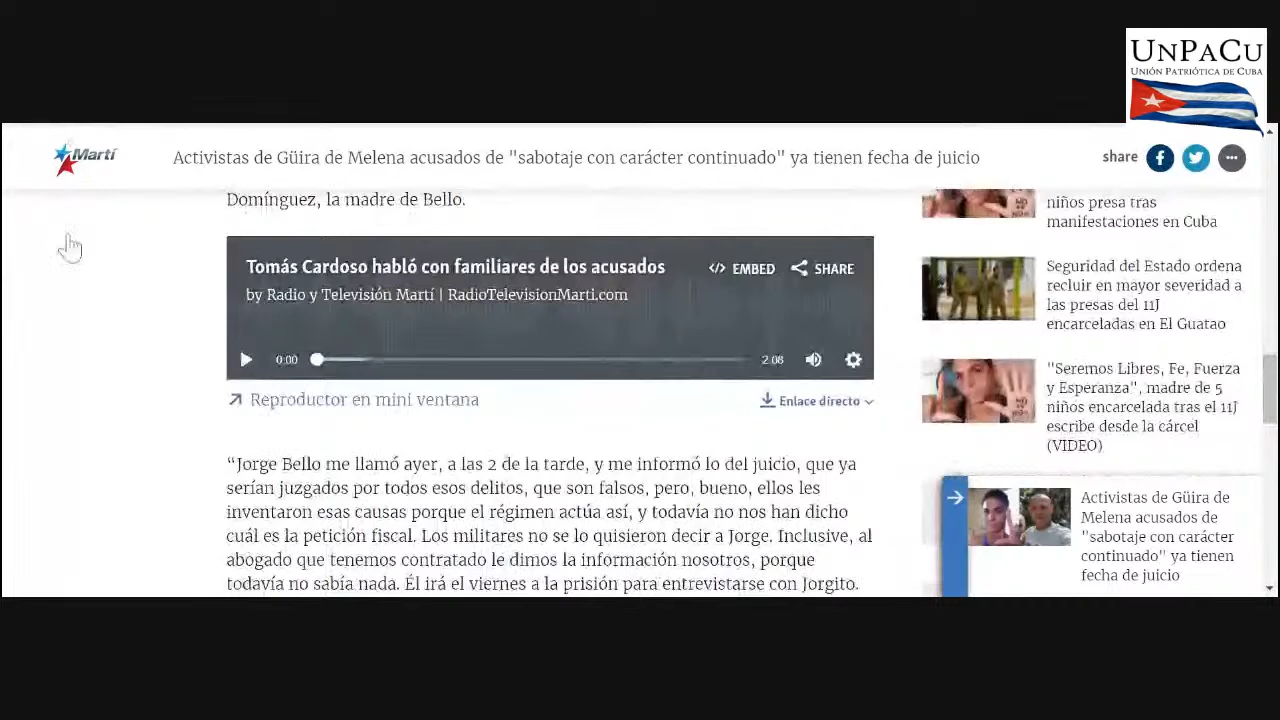 UNPACU
UNIÓN PATRIÓTICA DE CUBA
Martí
Activistas de Güira de Melena acusados de "sabotaje con carácter continuado" ya tienen fecha de juicio
share
Domínguez, la madre de Bello.
Tomás Cardoso habló con familiares de los acusados
EMBED
SHARE
by Radio y Televisión Martí | RadioTelevisionMarti.com
0:00
2:08
Reproductor en mini ventana
Enlace directo
“Jorge Bello me llamó ayer, a las 2 de la tarde, y me informó lo del juicio, que ya
serían juzgados por todos esos delitos, que son falsos, pero, bueno, ellos les
inventaron esas causas porque el régimen actúa así, y todavía no nos han dicho
cuál es la petición fiscal. Los militares no se lo quisieron decir a Jorge. Inclusive, al
abogado que tenemos contratado le dimos la información nosotros, porque
todavía no sabía nada. Él irá el viernes a la prisión para entrevistarse con Jorgito.
niños presa tras
manifestaciones en Cuba
Seguridad del Estado ordena
recluir en mayor severidad a
las presas del 11J
encarceladas en El Guatao
"Seremos Libres, Fe, Fuerza
y Esperanza", madre de 5
niños encarcelada tras el 11J
escribe desde la cárcel
(VIDEO)
Activistas de Güira de
Melena acusados de
"sabotaje con carácter
continuado" ya tienen
fecha de juicio